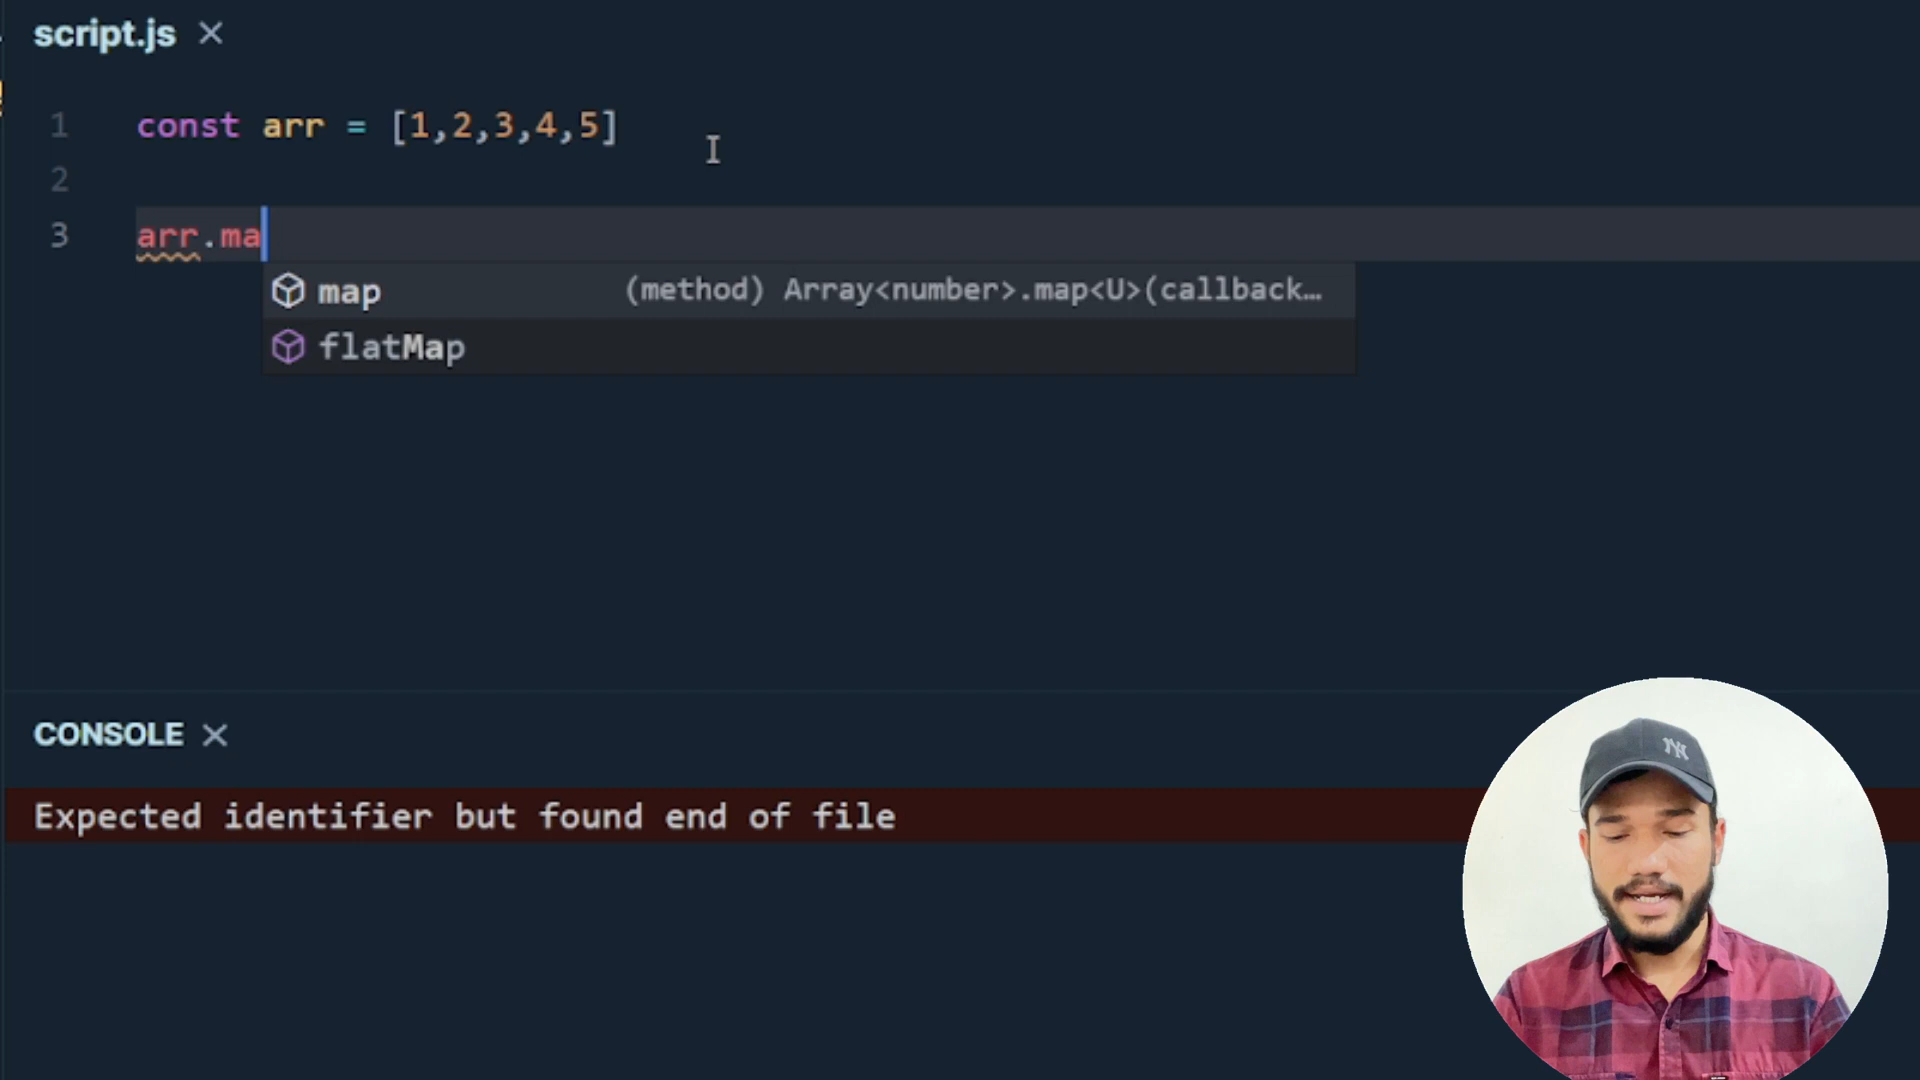 script.js
1 const arr = [1,2,3,4,5]
2
3 arr.ma
map (method) Array<number>.map<U>(callback…
flatMap
CONSOLE
Expected identifier but found end of file
NY